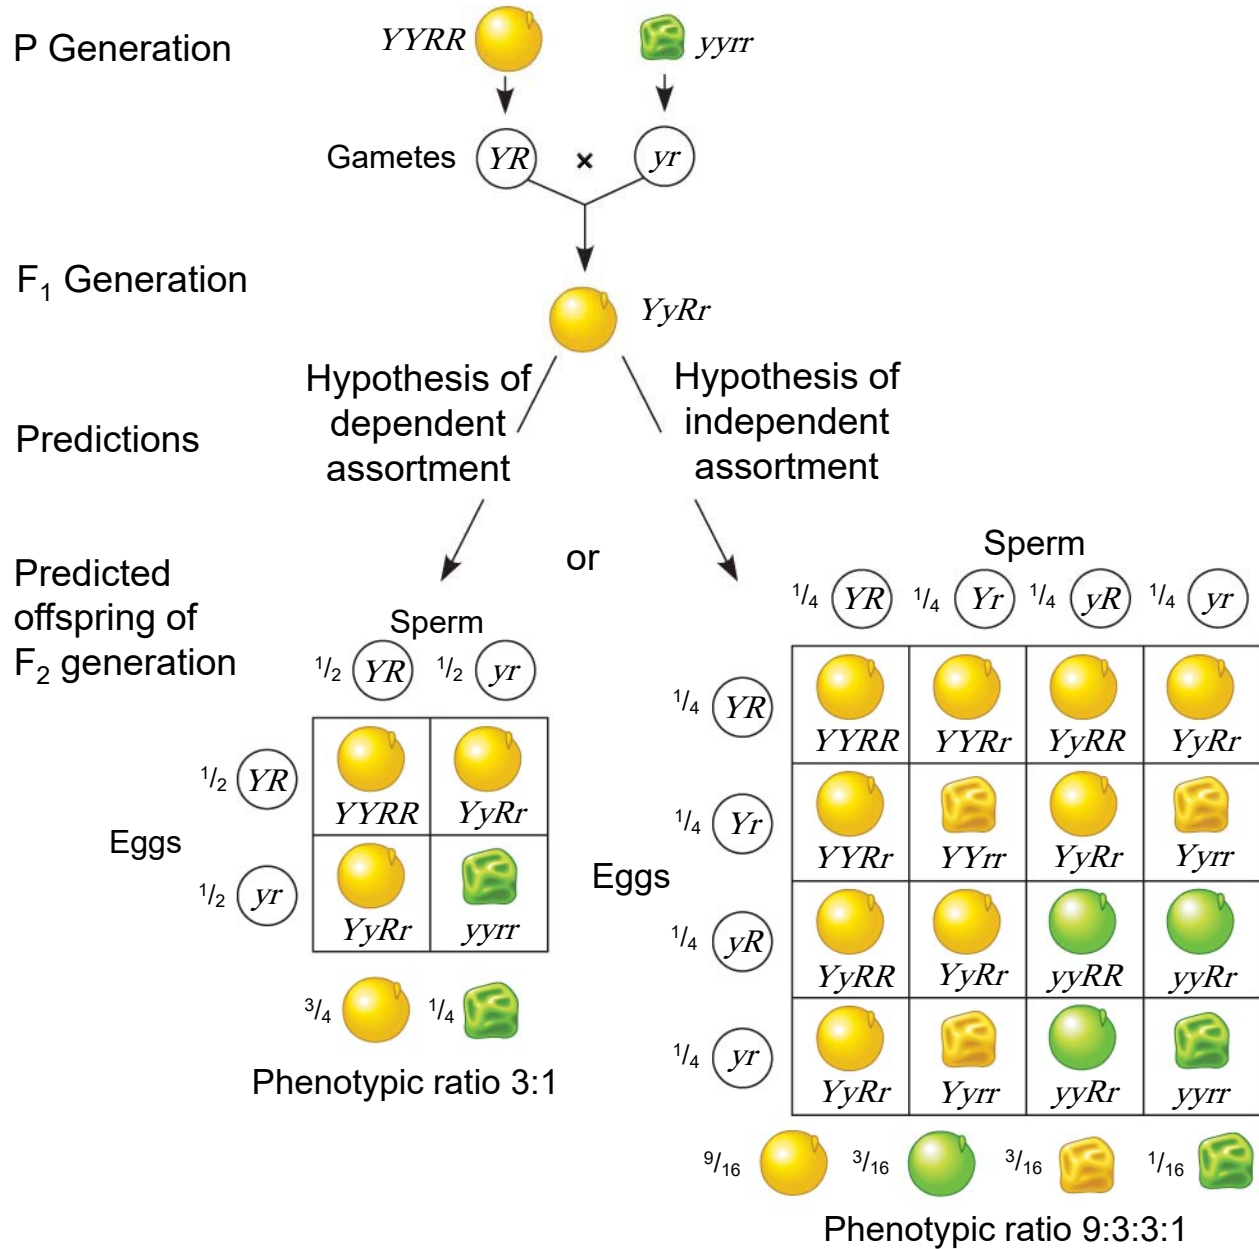 P Generation
YYRR
yyrr
Gametes YR × yr
F1 Generation
YyRr
Predictions
Hypothesis of
dependent
assortment
Hypothesis of
independent
assortment
or
Predicted
offspring of
F2 generation
Sperm
1/2 YR 1/2 yr
Eggs
1/2 YR
YYRR YyRr
1/2 yr
YyRr yyrr
3/4 1/4
Phenotypic ratio 3:1
Sperm
1/4 YR 1/4 Yr 1/4 yR 1/4 yr
Eggs
1/4 YR
YYRR YYRr YyRR YyRr
1/4 Yr
YYRr YYrr YyRr Yyrr
1/4 yR
YyRR YyRr yyRR yyRr
1/4 yr
YyRr Yyrr yyRr yyrr
9/16 3/16 3/16 1/16
Phenotypic ratio 9:3:3:1